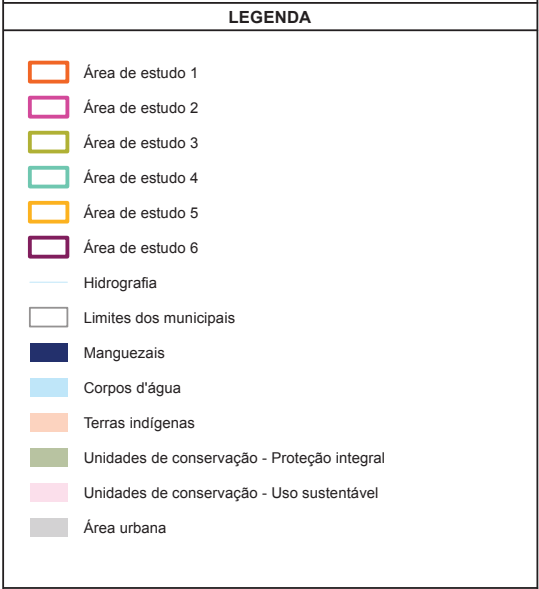 LEGENDA
Área de estudo 1
Área de estudo 2
Área de estudo 3
Área de estudo 4
Área de estudo 5
Área de estudo 6
Hidrografia
Limites dos municipais
Manguezais
Corpos d'água
Terras indígenas
Unidades de conservação - Proteção integral
Unidades de conservação - Uso sustentável
Área urbana